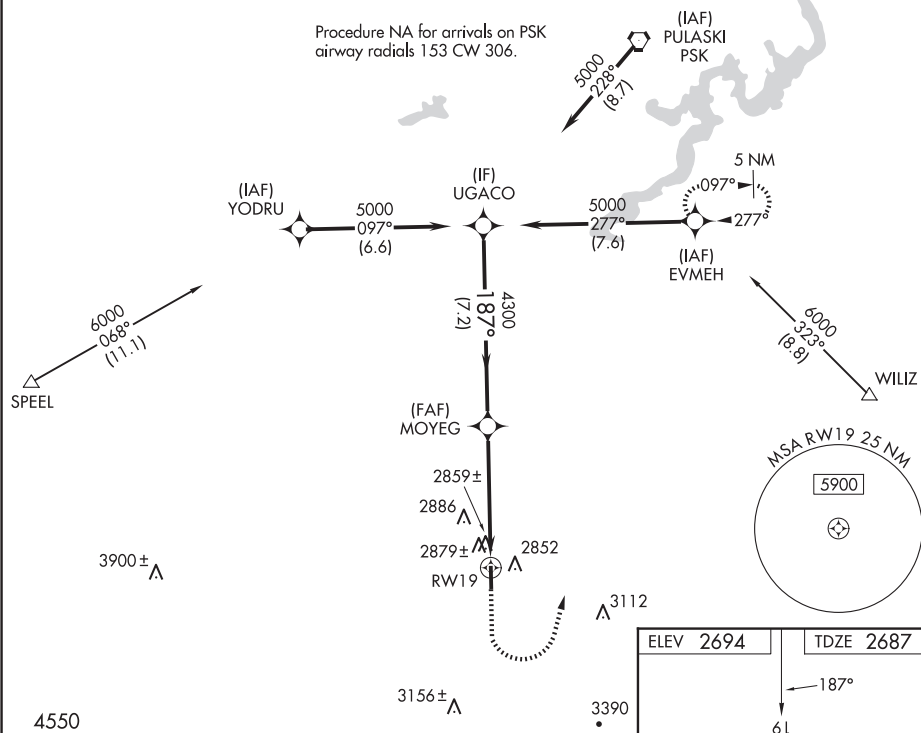 Procedure NA for arrivals on PSK
airway radials 153 CW 306.
(IAF)
PULASKI
PSK
5000
228°
(8.7)
(IAF)
YODRU
5000
097°
(6.6)
(IF)
UGACO
5000
277°
(7.6)
5 NM
097°
277°
(IAF)
EVMEH
6000
068°
(11.1)
SPEEL
4300
187°
(7.2)
6000
323°
(8.8)
WILIZ
(FAF)
MOYEG
MSA RW19 25 NM
5900
2859±
2886
2879±
2852
RW19
3900±
3112
3156±
3390
4550
ELEV 2694
TDZE 2687
187°